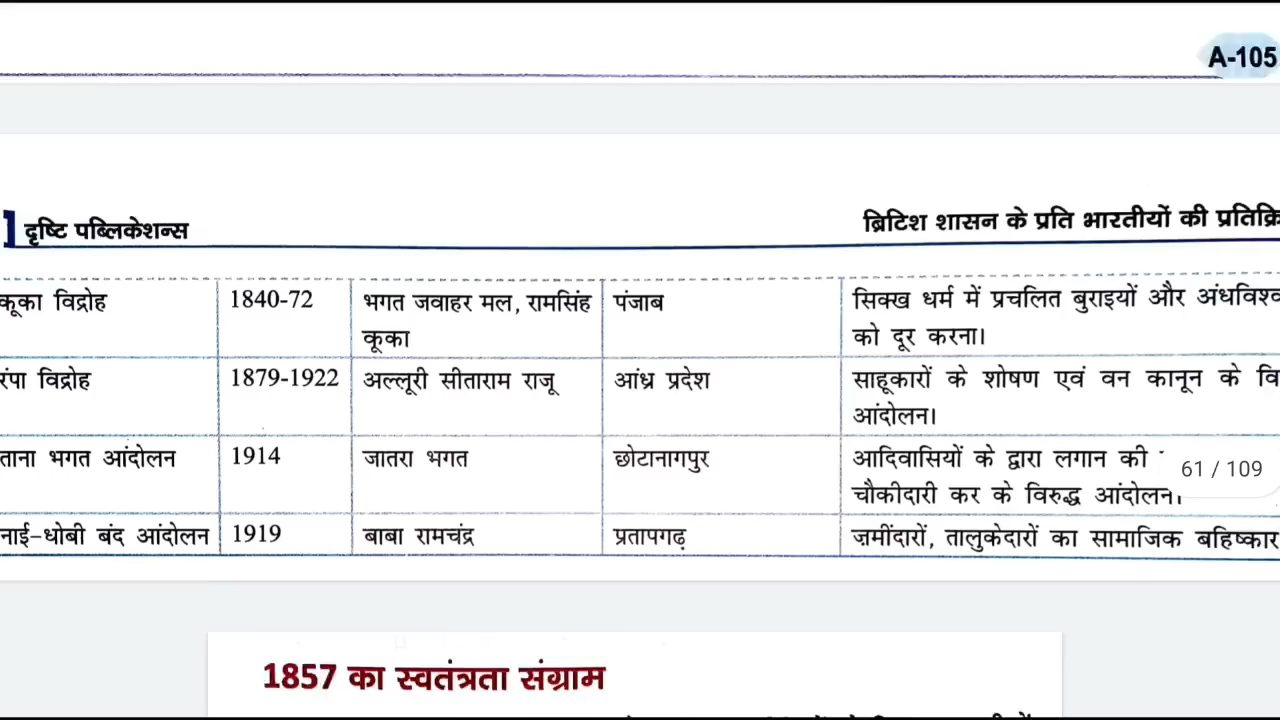 A-105
दृष्टि पब्लिकेशन्स
ब्रिटिश शासन के प्रति भारतीयों की
कूका विद्रोह 1840-72 भगत जवाहर मल, रामसिंह पंजाब सिक्ख धर्म में प्रचलित बुराइयों और
कूका को दूर करना।
रंपा विद्रोह 1879-1922 अल्लूरी सीताराम राजू आंध्र प्रदेश साहूकारों के शोषण एवं वन कानून के
आंदोलन।
ताना भगत आंदोलन 1914 जातरा भगत छोटानागपुर आदिवासियों के द्वारा लगान की
61 / 109
चौकीदारी कर के विरुद्ध आंदोलन।
नाई-धोबी बंद आंदोलन 1919 बाबा रामचंद्र प्रतापगढ़ ज़मींदारों, तालुकेदारों का सामाजिक बहिष्कार
1857 का स्वतंत्रता संग्राम